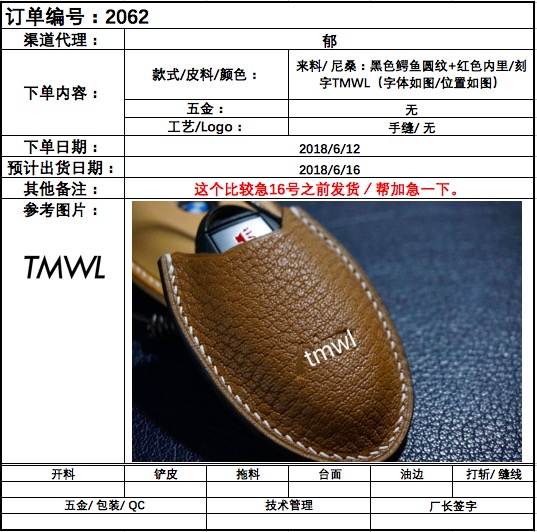 订单编号：2062
渠道代理： 郁
下单内容： 款式/皮料/颜色： 来料/ 尼桑：黑色鳄鱼圆纹+红色内里/刻
字TMWL（字体如图/位置如图）
五金： 无
工艺/Logo： 手缝/ 无
下单日期： 2018/6/12
预计出货日期： 2018/6/16
其他备注： 这个比较急16号之前发货 / 帮加急一下。
参考图片：
TMWL
tmwl
开料 铲皮 拖料 台面 油边 打斩/ 缝线
五金/ 包装/ QC 技术管理 厂长签字